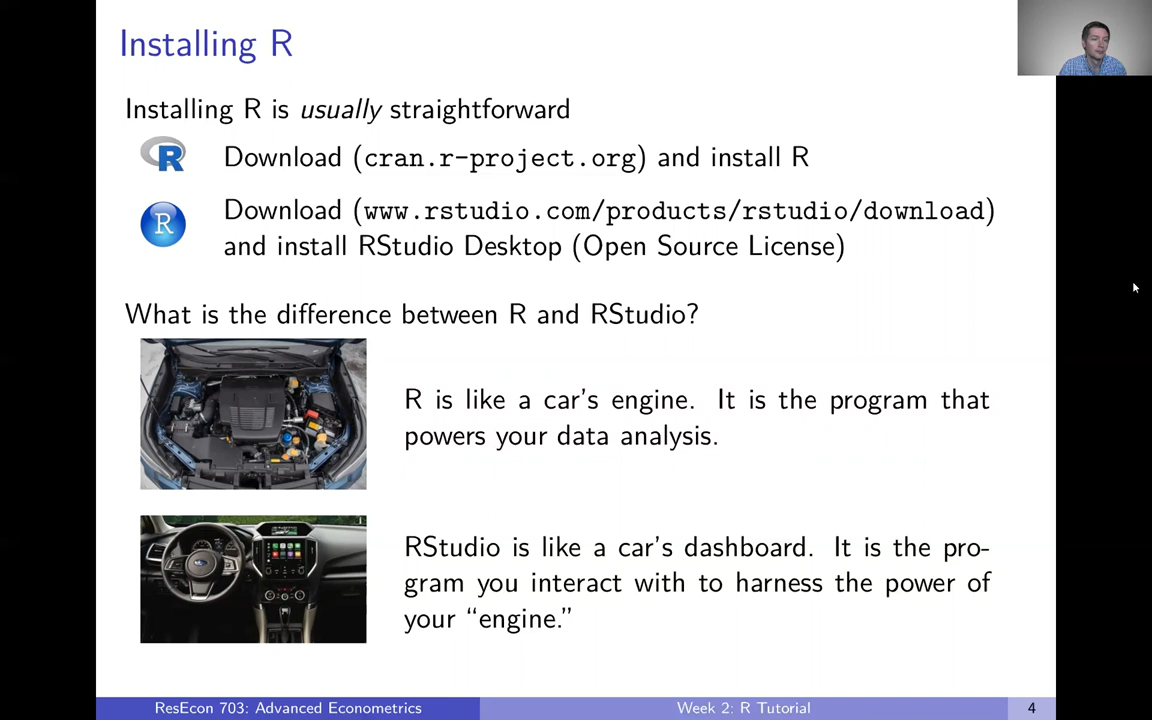 Installing R
Installing R is usually straightforward
R
Download (cran.r-project.org) and install R
R
Download (www.rstudio.com/products/rstudio/download)
and install RStudio Desktop (Open Source License)
What is the difference between R and RStudio?
R is like a car's engine. It is the program that
powers your data analysis.
RStudio is like a car's dashboard. It is the pro-
gram you interact with to harness the power of
your “engine.”
ResEcon 703: Advanced Econometrics
Week 2: R Tutorial
4